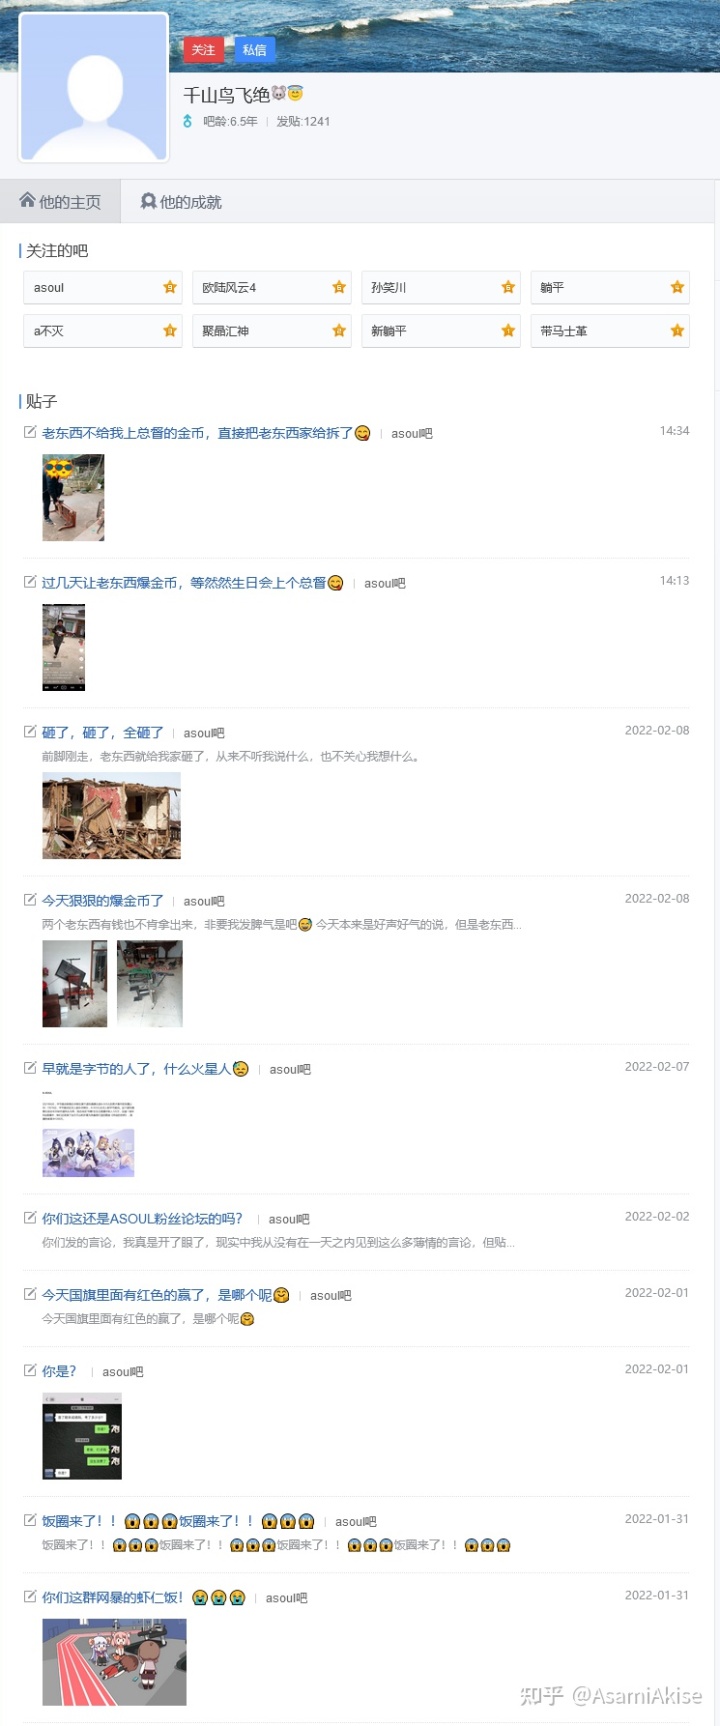 关注 私信
千山鸟飞绝🐭😇
吧龄:6.5年 | 发贴:1241
他的主页 他的成就
关注的吧
asoul 欧陆风云4 孙笑川 躺平
a不灭 聚晶汇神 新躺平 带马士革
贴子
老东西不给我上总督的金币，直接把老东西家给拆了😋 | asoul吧 14:34
过几天让老东西爆金币，等然然生日会上个总督😋 | asoul吧 14:13
砸了，砸了，全砸了 | asoul吧 2022-02-08
前脚刚走，老东西就给我家砸了，从来不听我说什么，也不关心我想什么。
今天狠狠的爆金币了 | asoul吧 2022-02-08
两个老东西有钱也不肯拿出来，非要我发脾气是吧😅 今天本来是好声好气的说，但是老东西...
早就是字节的人了，什么火星人😓 | asoul吧 2022-02-07
你们这还是ASOUL粉丝论坛的吗？ | asoul吧 2022-02-02
你们发的言论，我真是开了眼了，现实中我从没有在一天之内见到这么多薄情的言论，但贴...
今天国旗里面有红色的赢了，是哪个呢🤗 | asoul吧 2022-02-01
今天国旗里面有红色的赢了，是哪个呢🤗
你是？ | asoul吧 2022-02-01
饭圈来了！！😱😱😱饭圈来了！！😱😱😱 | asoul吧 2022-01-31
饭圈来了！！😱😱😱饭圈来了！！😱😱😱饭圈来了！！😱😱😱饭圈来了！！😱😱😱
你们这群网暴的虾仁饭！😭😭😭 | asoul吧 2022-01-31
知乎 @AsamiAkise